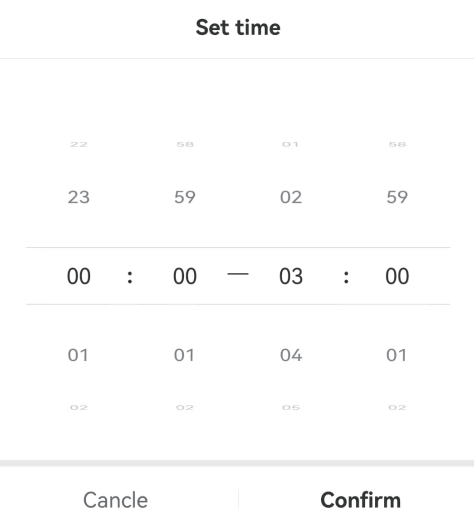 Set time
22 58 01 58
23 59 02 59
00 : 00 — 03 : 00
01 01 04 01
02 02 05 02
Cancle Confirm